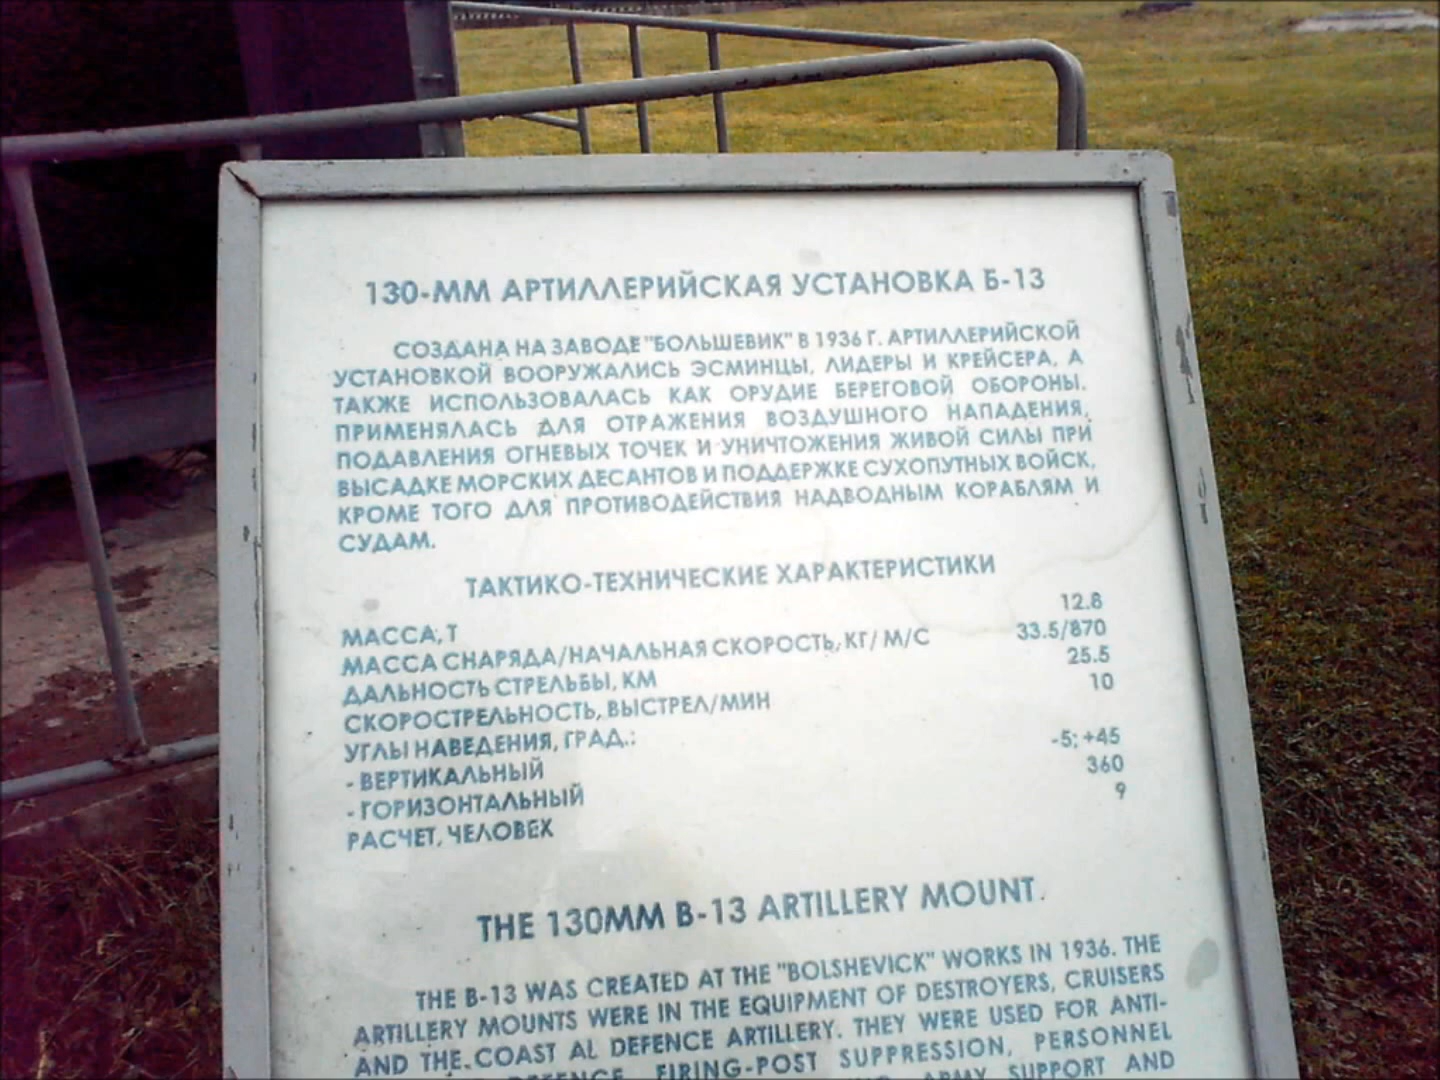 130-ММ АРТИЛЛЕРИЙСКАЯ УСТАНОВКА Б-13
СОЗДАНА НА ЗАВОДЕ "БОЛЬШЕВИК" В 1936 Г. АРТИЛЛЕРИЙСКОЙ
УСТАНОВКОЙ ВООРУЖАЛИСЬ ЭСМИНЦЫ, ЛИДЕРЫ И КРЕЙСЕРА, А
ТАКЖЕ ИСПОЛЬЗОВАЛАСЬ КАК ОРУДИЕ БЕРЕГОВОЙ ОБОРОНЫ.
ПРИМЕНЯЛАСЬ ДЛЯ ОТРАЖЕНИЯ ВОЗДУШНОГО НАПАДЕНИЯ,
ПОДАВЛЕНИЯ ОГНЕВЫХ ТОЧЕК И УНИЧТОЖЕНИЯ ЖИВОЙ СИЛЫ ПРИ
ВЫСАДКЕ МОРСКИХ ДЕСАНТОВ И ПОДДЕРЖКЕ СУХОПУТНЫХ ВОЙСК,
КРОМЕ ТОГО ДЛЯ ПРОТИВОДЕЙСТВИЯ НАДВОДНЫМ КОРАБЛЯМ И
СУДАМ.
ТАКТИКО-ТЕХНИЧЕСКИЕ ХАРАКТЕРИСТИКИ
МАССА, Т 12.8
МАССА СНАРЯДА/НАЧАЛЬНАЯ СКОРОСТЬ, КГ/ М/С 33.5/870
ДАЛЬНОСТЬ СТРЕЛЬБЫ, КМ 25.5
СКОРОСТРЕЛЬНОСТЬ, ВЫСТРЕЛ/МИН 10
УГЛЫ НАВЕДЕНИЯ, ГРАД.:
- ВЕРТИКАЛЬНЫЙ -5; +45
- ГОРИЗОНТАЛЬНЫЙ 360
РАСЧЕТ, ЧЕЛОВЕК 9
THE 130MM B-13 ARTILLERY MOUNT.
THE B-13 WAS CREATED AT THE "BOLSHEVICK" WORKS IN 1936. THE
ARTILLERY MOUNTS WERE IN THE EQUIPMENT OF DESTROYERS, CRUISERS
AND THE COAST AL DEFENCE ARTILLERY. THEY WERE USED FOR ANTI-
DEFENCE, FIRING-POST SUPPRESSION, PERSONNEL
ARMY SUPPORT AND